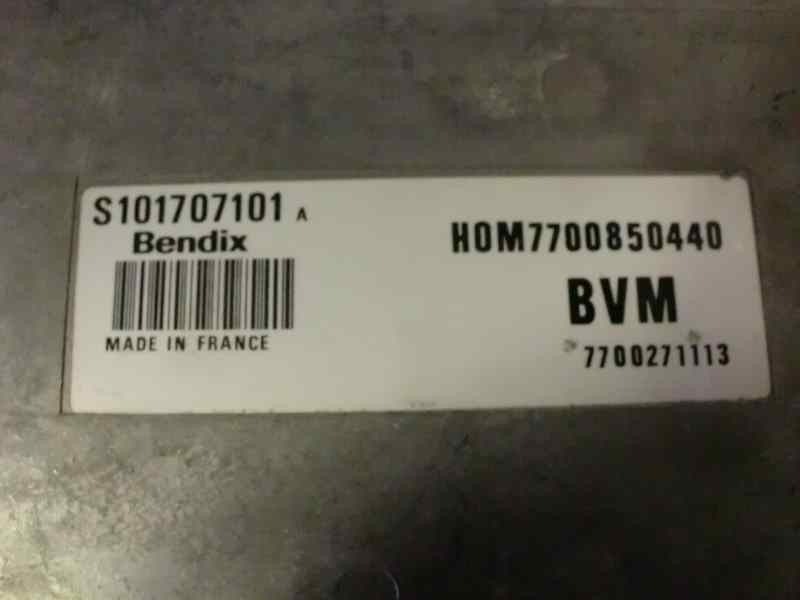 S101707101 A
Bendix
MADE IN FRANCE
HOM7700850440
BVM
7700271113